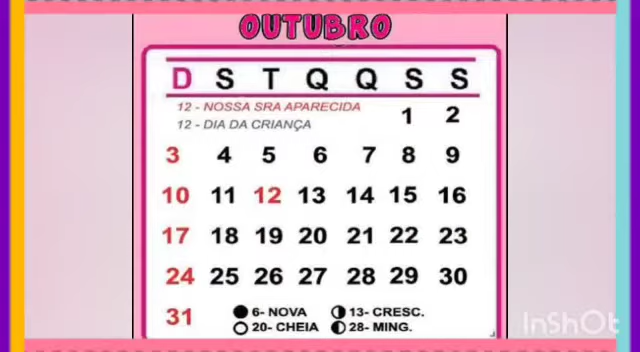 OUTUBRO
D S T Q Q S S
12 - NOSSA SRA APARECIDA
12 - DIA DA CRIANÇA
1 2
3 4 5 6 7 8 9
10 11 12 13 14 15 16
17 18 19 20 21 22 23
24 25 26 27 28 29 30
31
6- NOVA 13- CRESC.
20- CHEIA 28- MING.
InShOt